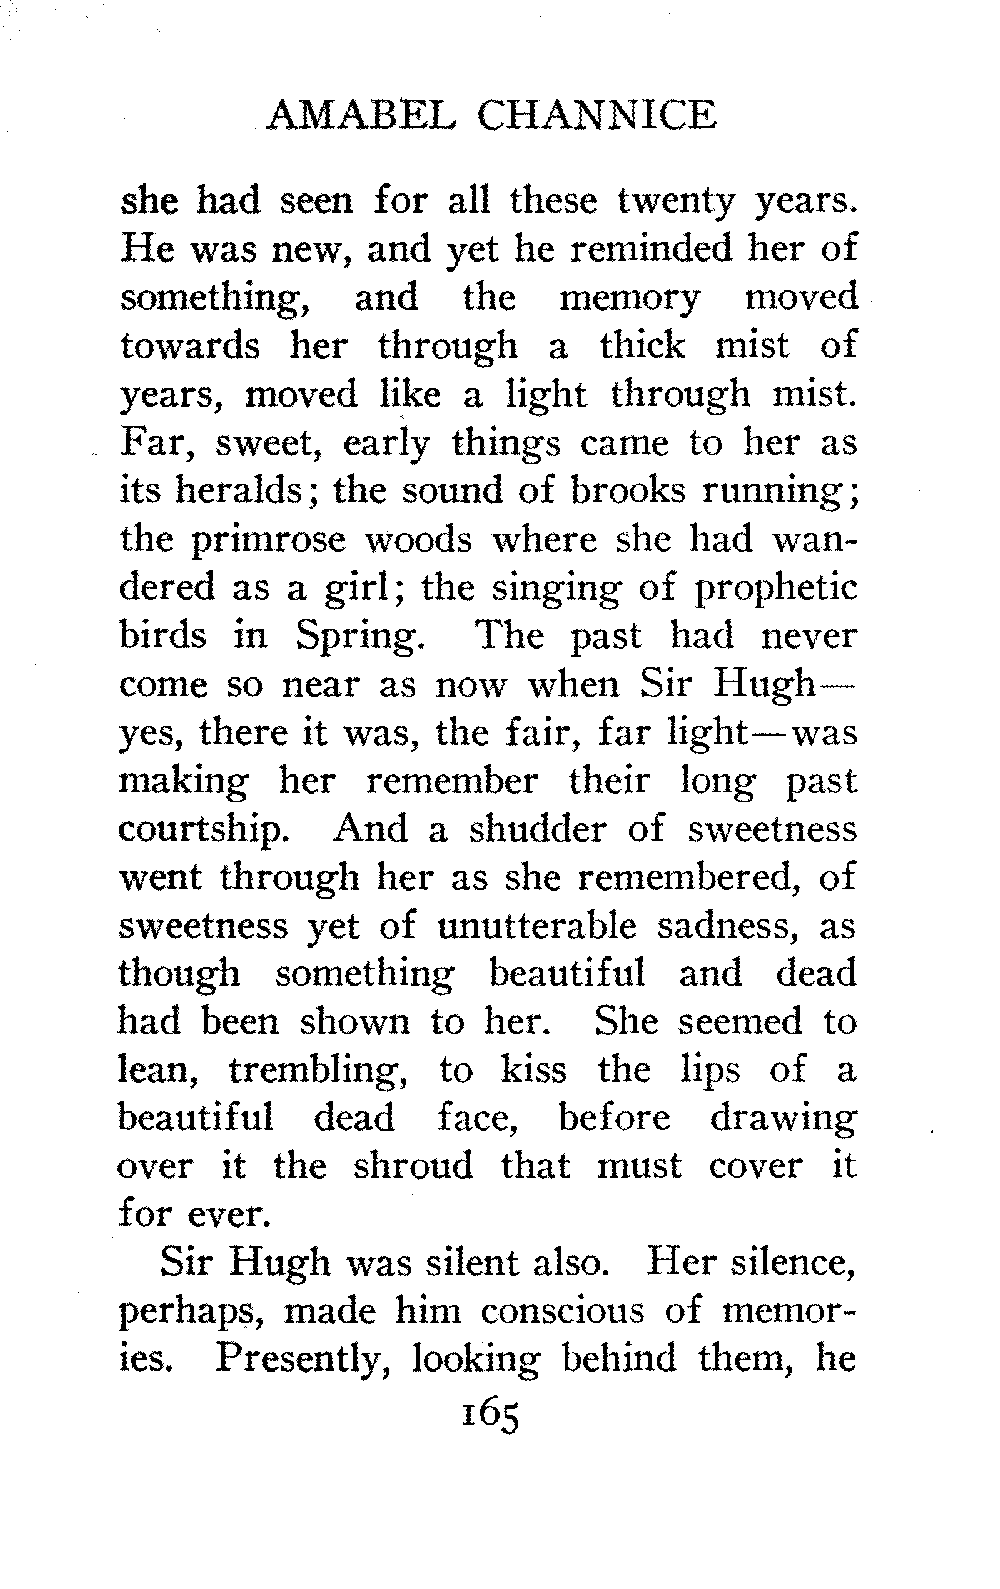 AMABEL CHANNICE
she had seen for all these twenty years.
He was new, and yet he reminded her of
something, and the memory moved
towards her through a thick mist of
years, moved like a light through mist.
Far, sweet, early things came to her as
its heralds; the sound of brooks running;
the primrose woods where she had wan-
dered as a girl; the singing of prophetic
birds in Spring. The past had never
come so near as now when Sir Hugh—
yes, there it was, the fair, far light—was
making her remember their long past
courtship. And a shudder of sweetness
went through her as she remembered, of
sweetness yet of unutterable sadness, as
though something beautiful and dead
had been shown to her. She seemed to
lean, trembling, to kiss the lips of a
beautiful dead face, before drawing
over it the shroud that must cover it
for ever.
Sir Hugh was silent also. Her silence,
perhaps, made him conscious of memor-
ies. Presently, looking behind them, he
165